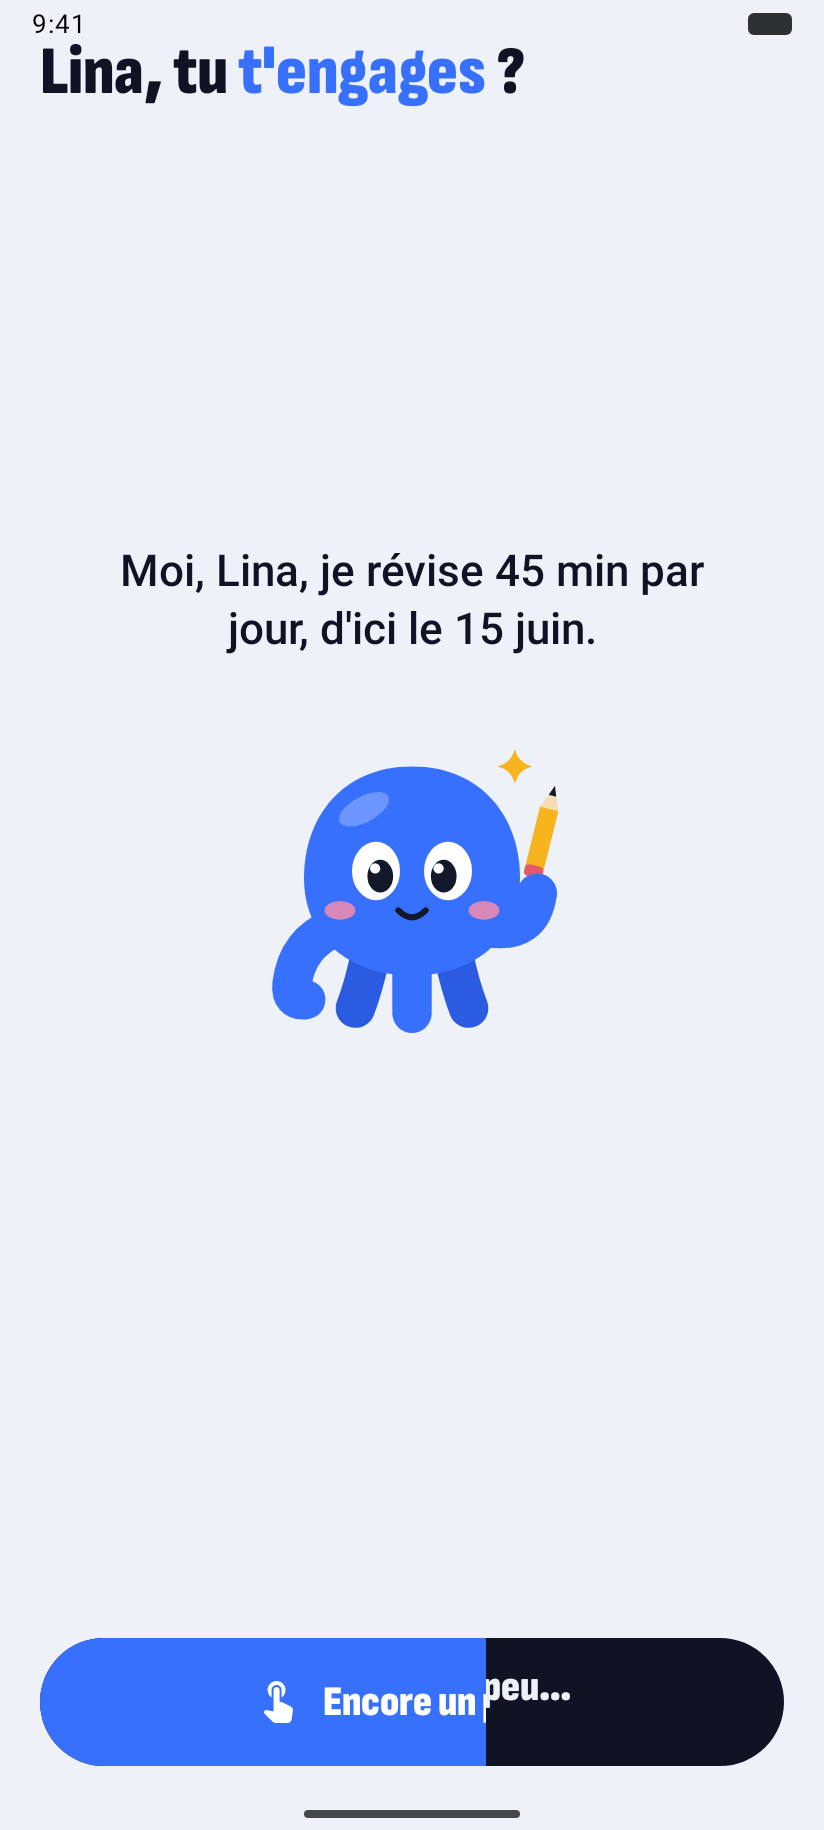 9:41
Lina, tu t'engages ?
Moi, Lina, je révise 45 min par
jour, d'ici le 15 juin.
Encore un peu...